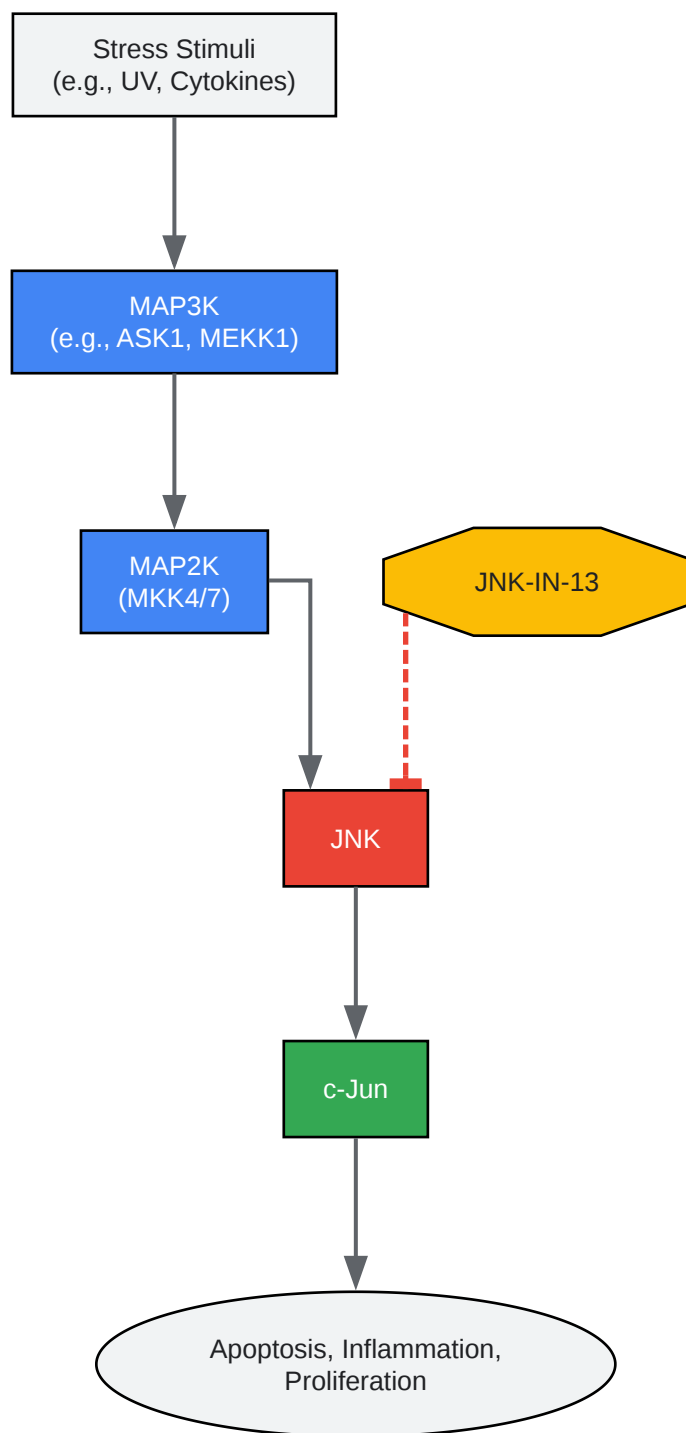 Stress Stimuli
(e.g., UV, Cytokines)
MAP3K
(e.g., ASK1, MEKK1)
MAP2K
(MKK4/7)
JNK-IN-13
JNK
c-Jun
Apoptosis, Inflammation,
Proliferation